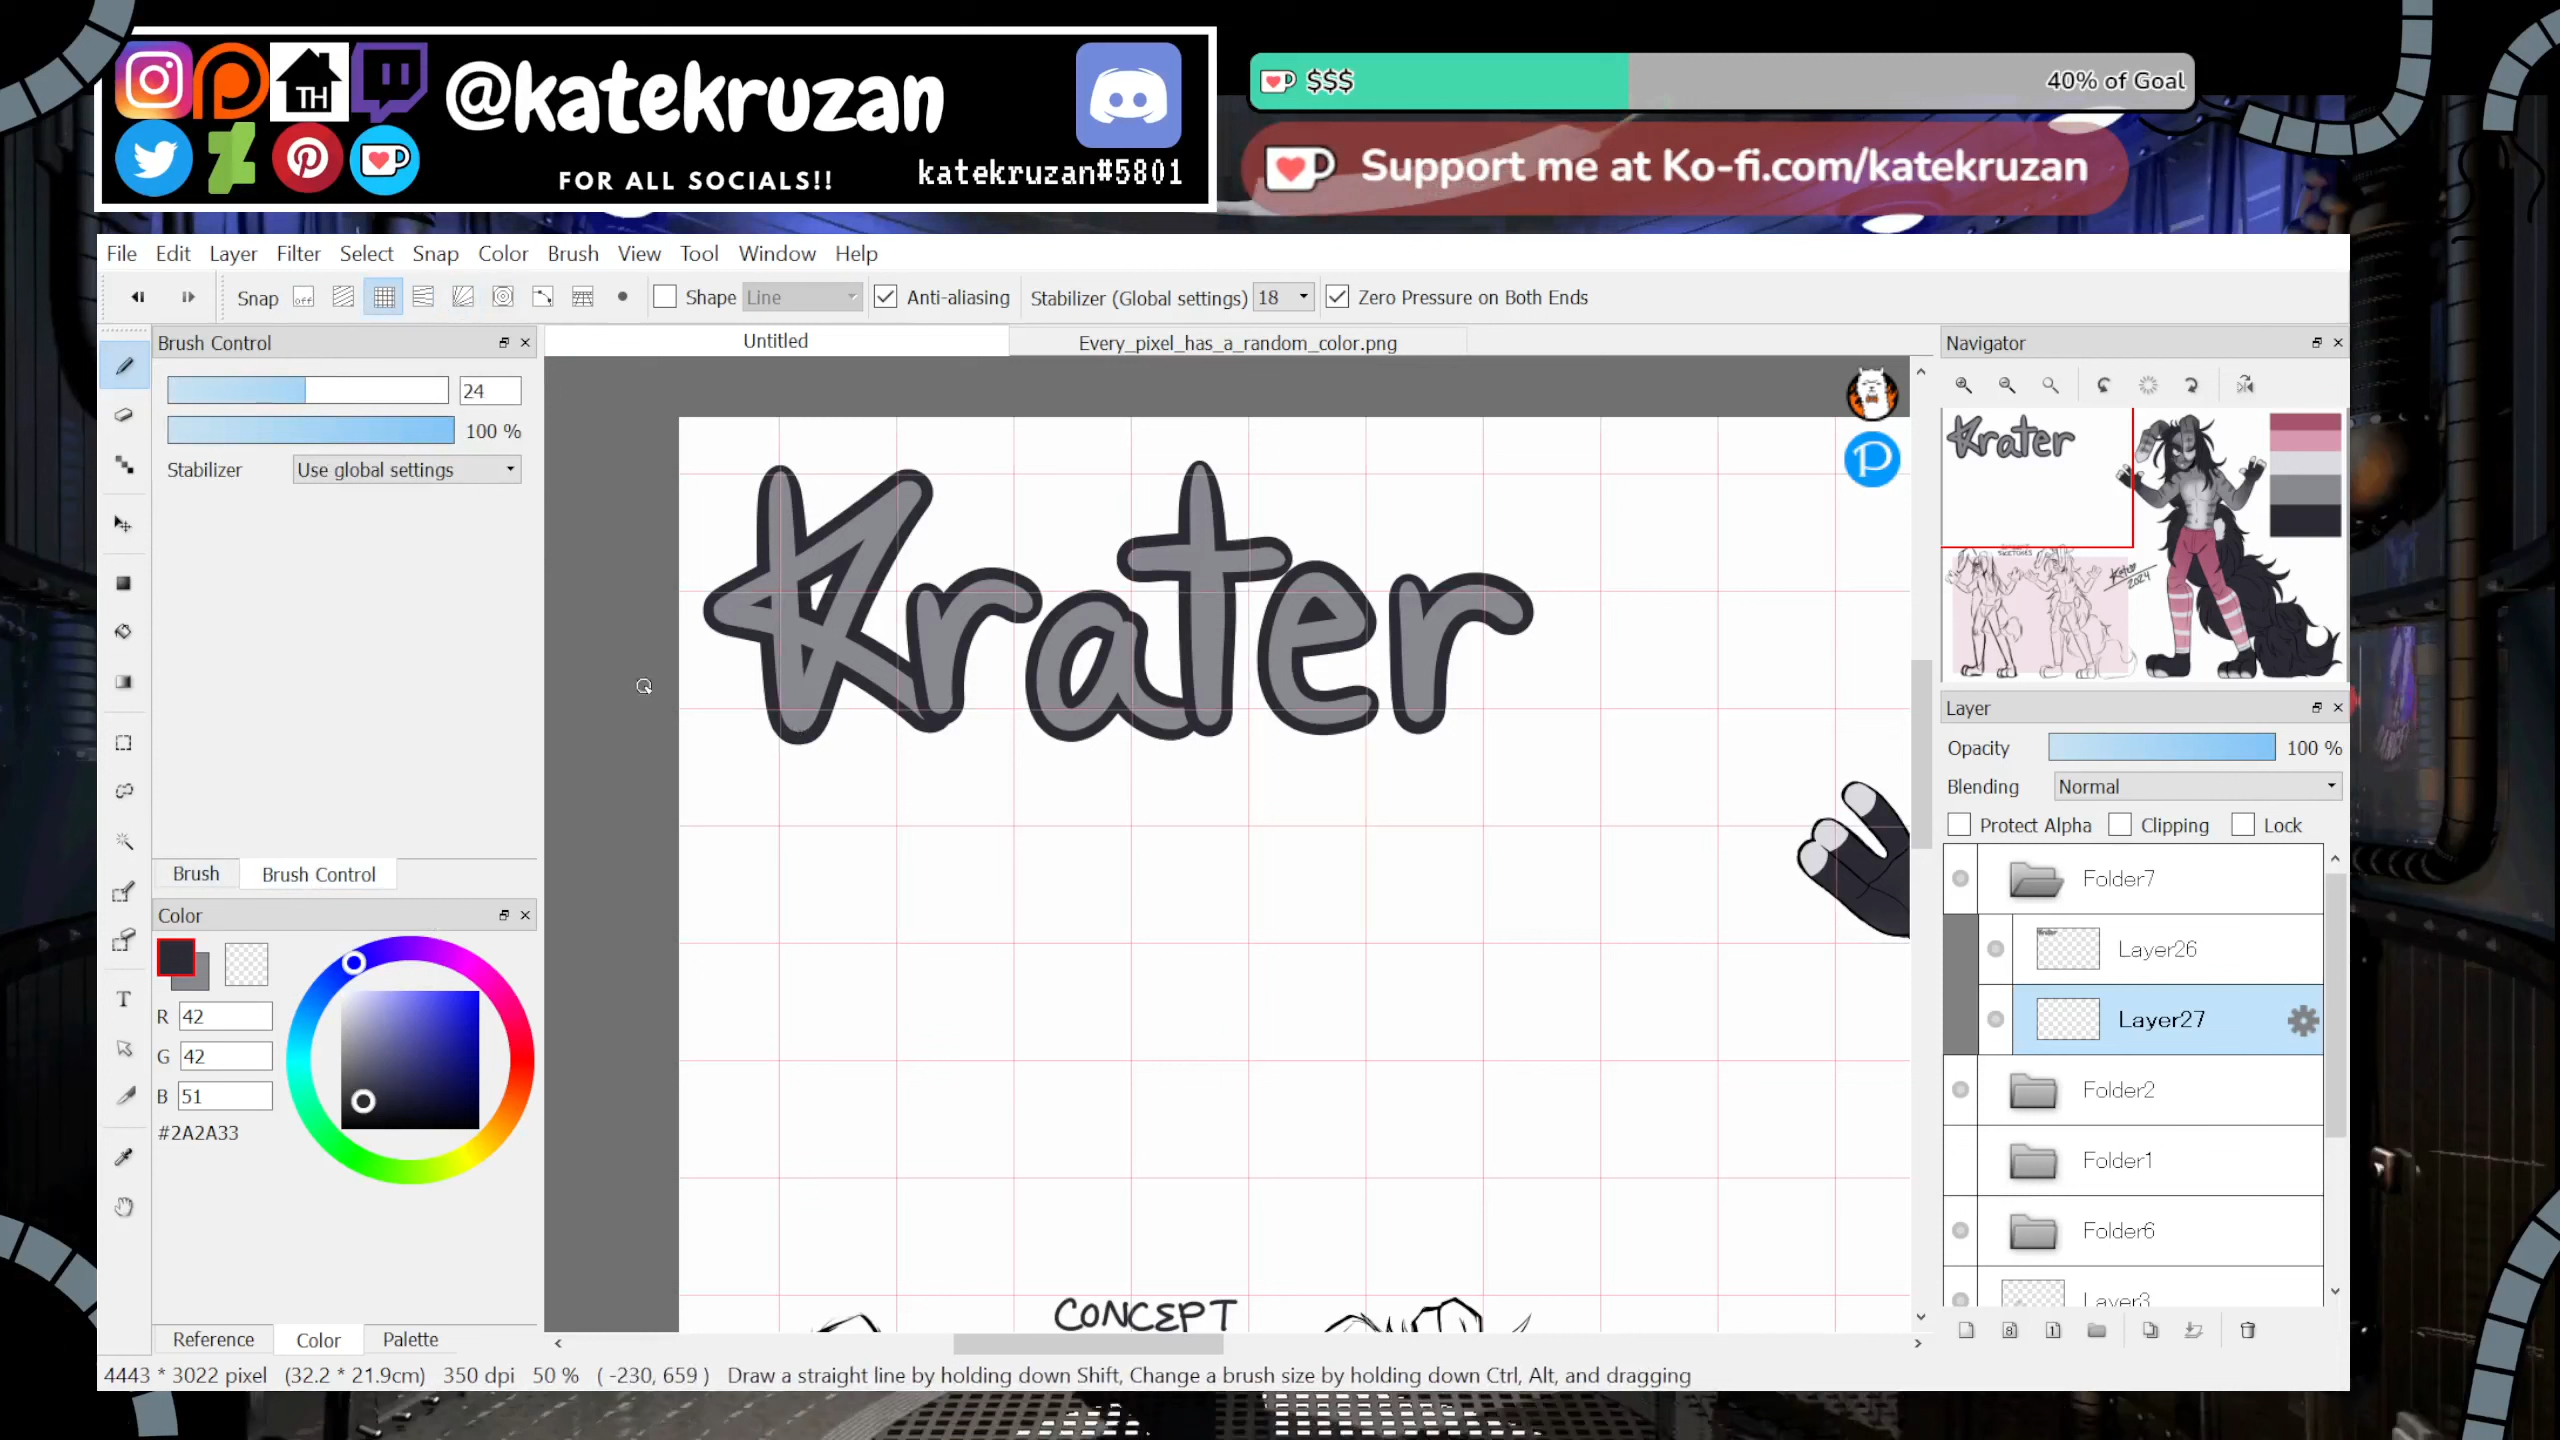 TH
@katekruzan
FOR ALL SOCIALS!!
katekruzan#5801
$$$
40% of Goal
Support me at Ko-fi.com/katekruzan
File Edit Layer Filter Select Snap Color Brush View Tool Window Help
Snap off Shape Line Anti-aliasing Stabilizer (Global settings) 18 Zero Pressure on Both Ends
Brush Control
24
100 %
Stabilizer Use global settings
Brush Brush Control
Color
R 42
G 42
B 51
#2A2A33
Reference Color Palette
Untitled Every_pixel_has_a_random_color.png
Krater
CONCEPT
Navigator
Krater
2024
Layer
Opacity 100 %
Blending Normal
Protect Alpha Clipping Lock
Folder7
Layer26
Layer27
Folder2
Folder1
Folder6
Layer3
4443 * 3022 pixel (32.2 * 21.9cm) 350 dpi 50 % ( -230, 659 ) Draw a straight line by holding down Shift, Change a brush size by holding down Ctrl, Alt, and dragging